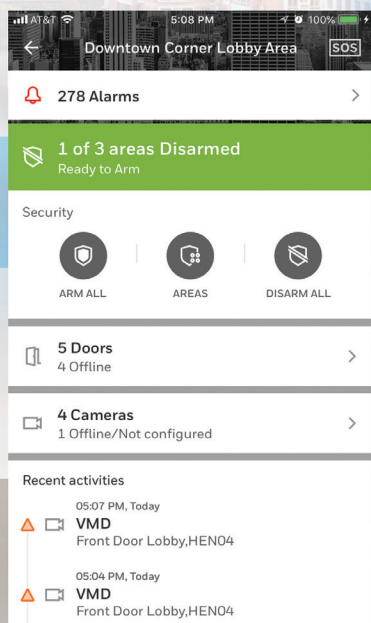 AT&T 5:08 PM 100%
Downtown Corner Lobby Area SOS
278 Alarms
1 of 3 areas Disarmed
Ready to Arm
Security
ARM ALL AREAS DISARM ALL
5 Doors
4 Offline
4 Cameras
1 Offline/Not configured
Recent activities
05:07 PM, Today
VMD
Front Door Lobby,HEN04
05:04 PM, Today
VMD
Front Door Lobby,HEN04